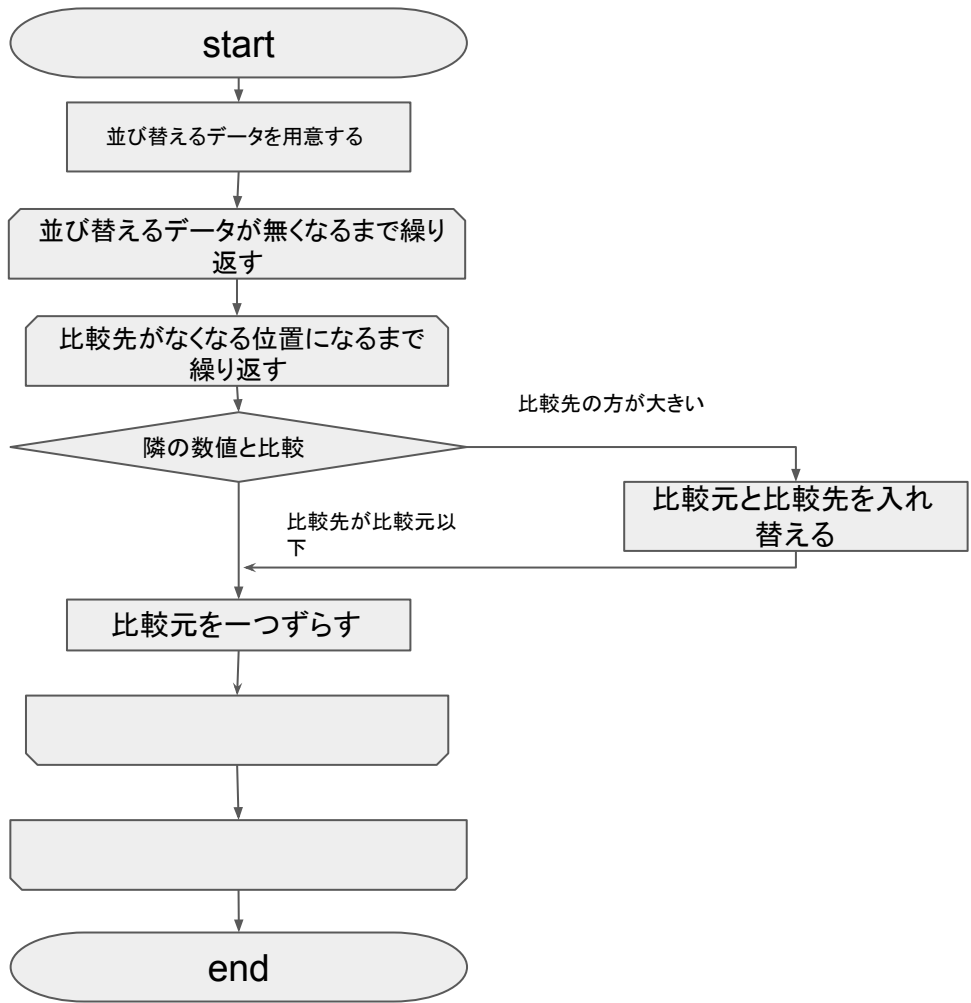 start
並び替えるデータを用意する
並び替えるデータが無くなるまで繰り
返す
比較先がなくなる位置になるまで
繰り返す
比較先の方が大きい
隣の数値と比較
比較元と比較先を入れ
替える
比較先が比較元以
下
比較元を一つずらす
end